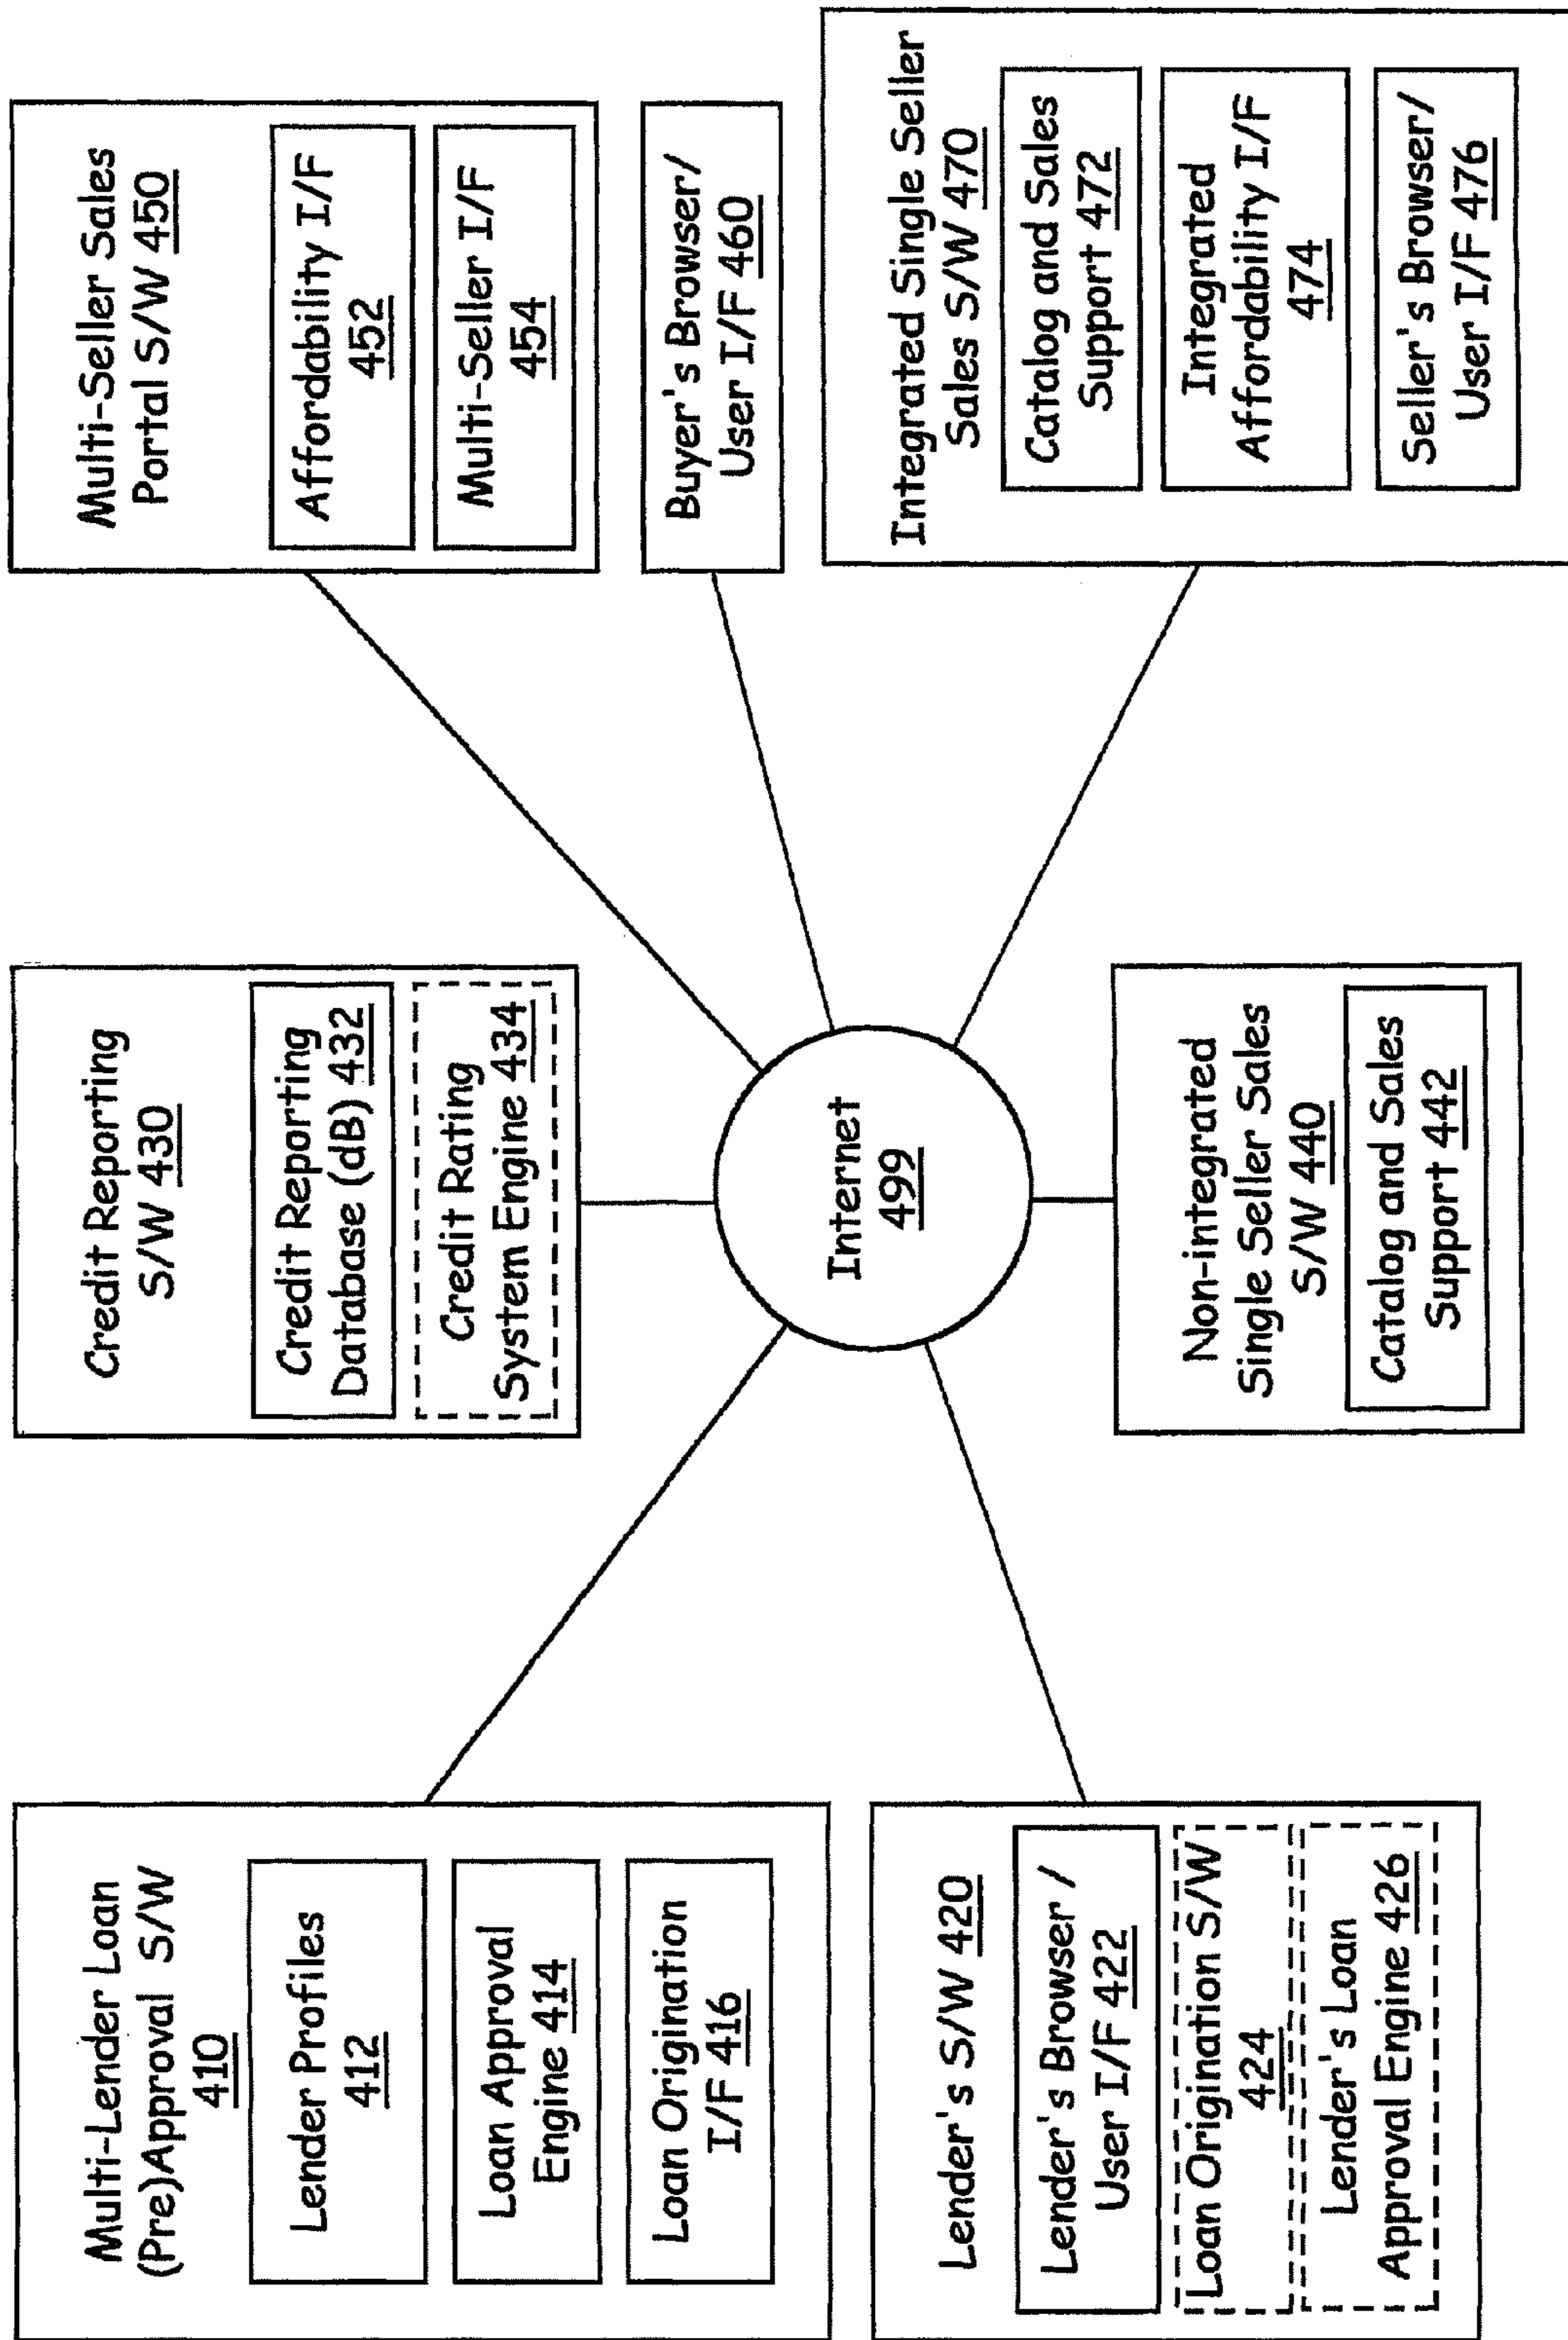 Multi-Lender Loan
(Pre)Approval S/W
410
Lender Profiles
412
Loan Approval
Engine 414
Loan Origination
I/F 416
Lender's S/W 420
Lender's Browser /
User I/F 422
Loan Origination S/W
424
Lender's Loan
Approval Engine 426
Credit Reporting
S/W 430
Credit Reporting
Database (dB) 432
Credit Rating
System Engine 434
Internet
499
Non-integrated
Single Seller Sales
S/W 440
Catalog and Sales
Support 442
Multi-Seller Sales
Portal S/W 450
Affordability I/F
452
Multi-Seller I/F
454
Buyer's Browser/
User I/F 460
Integrated Single Seller
Sales S/W 470
Catalog and Sales
Support 472
Integrated
Affordability I/F
474
Seller's Browser/
User I/F 476